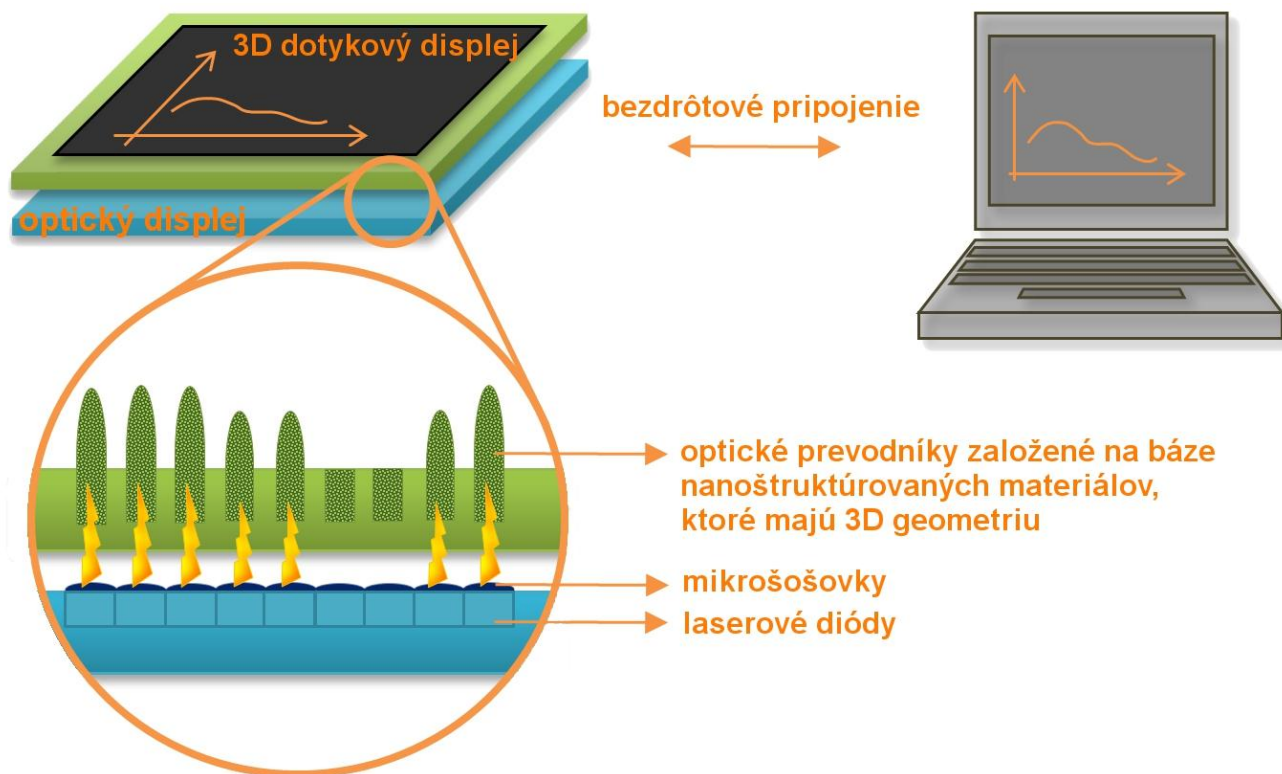 3D dotykový displej
bezdrôtové pripojenie
optický displej
optické prevodníky založené na báze
nanoštruktúrovaných materiálov,
ktoré majú 3D geometriu
mikrošošovky
laserové diódy